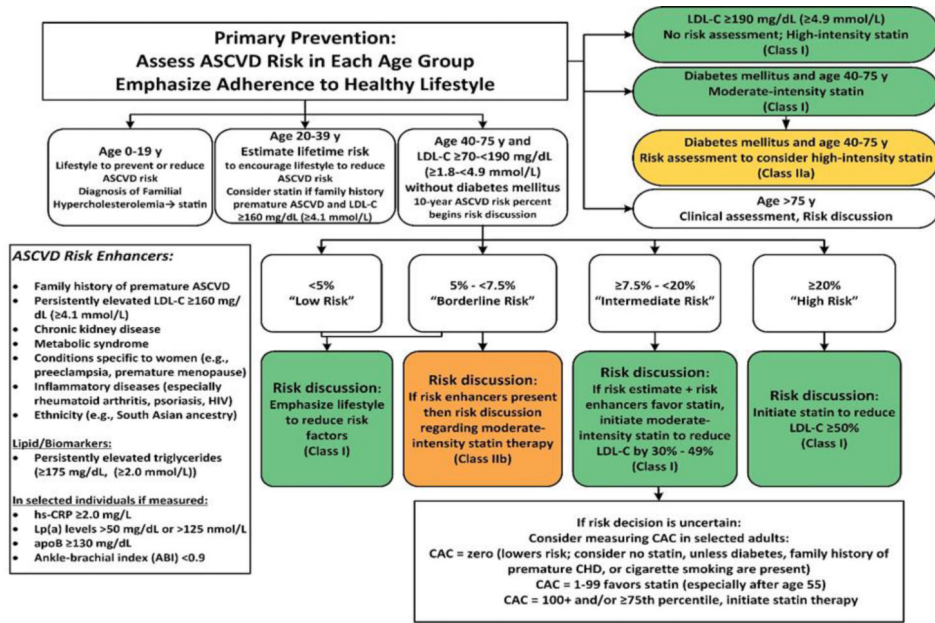 Primary Prevention:
Assess ASCVD Risk in Each Age Group
Emphasize Adherence to Healthy Lifestyle
LDL-C ≥190 mg/dL (≥4.9 mmol/L)
No risk assessment; High-intensity statin
(Class I)
Diabetes mellitus and age 40-75 y
Moderate-intensity statin
(Class I)
Diabetes mellitus and age 40-75 y
Risk assessment to consider high-intensity statin
(Class IIa)
Age >75 y
Clinical assessment, Risk discussion
Age 0-19 y
Lifestyle to prevent or reduce
ASCVD risk
Diagnosis of Familial
Hypercholesterolemia→ statin
Age 20-39 y
Estimate lifetime risk
to encourage lifestyle to reduce
ASCVD risk
Consider statin if family history
premature ASCVD and LDL-C
≥160 mg/dL (≥4.1 mmol/L)
Age 40-75 y and
LDL-C ≥70-<190 mg/dL
(≥1.8-<4.9 mmol/L)
without diabetes mellitus
10-year ASCVD risk percent
begins risk discussion
ASCVD Risk Enhancers:
• Family history of premature ASCVD
• Persistently elevated LDL-C ≥160 mg/
dL (≥4.1 mmol/L)
• Chronic kidney disease
• Metabolic syndrome
• Conditions specific to women (e.g.,
preeclampsia, premature menopause)
• Inflammatory diseases (especially
rheumatoid arthritis, psoriasis, HIV)
• Ethnicity (e.g., South Asian ancestry)
Lipid/Biomarkers:
• Persistently elevated triglycerides
(≥175 mg/dL, (≥2.0 mmol/L))
In selected individuals if measured:
• hs-CRP ≥2.0 mg/L
• Lp(a) levels >50 mg/dL or >125 nmol/L
• apoB ≥130 mg/dL
• Ankle-brachial index (ABI) <0.9
<5%
"Low Risk"
5% - <7.5%
"Borderline Risk"
≥7.5% - <20%
"Intermediate Risk"
≥20%
"High Risk"
Risk discussion:
Emphasize lifestyle
to reduce risk
factors
(Class I)
Risk discussion:
If risk enhancers present
then risk discussion
regarding moderate-
intensity statin therapy
(Class IIb)
Risk discussion:
If risk estimate + risk
enhancers favor statin,
initiate moderate-
intensity statin to reduce
LDL-C by 30% - 49%
(Class I)
Risk discussion:
Initiate statin to reduce
LDL-C ≥50%
(Class I)
If risk decision is uncertain:
Consider measuring CAC in selected adults:
CAC = zero (lowers risk; consider no statin, unless diabetes, family history of
premature CHD, or cigarette smoking are present)
CAC = 1-99 favors statin (especially after age 55)
CAC = 100+ and/or ≥75th percentile, initiate statin therapy